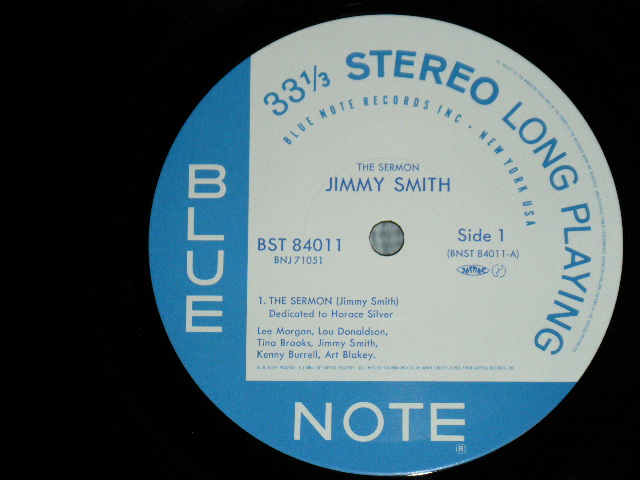 33⅓ STEREO LONG PLAYING
BLUE NOTE RECORDS INC · NEW YORK USA
THE SERMON
JIMMY SMITH
BST 84011
BNJ 71051
Side 1
(BNST 84011-A)
JASRAC
1. THE SERMON (Jimmy Smith)
Dedicated to Horace Silver
Lee Morgan, Lou Donaldson,
Tina Brooks, Jimmy Smith,
Kenny Burrell, Art Blakey.
BLUE
NOTE®